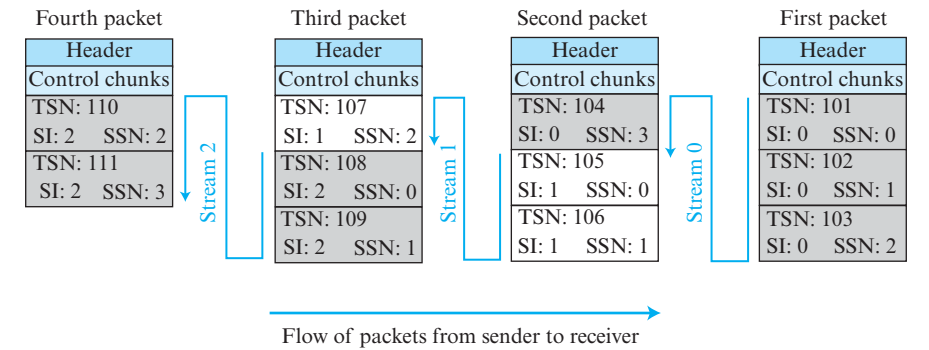 Fourth packet
Header
Control chunks
TSN: 110
SI: 2 SSN: 2
TSN: 111
SI: 2 SSN: 3
Stream 2
Third packet
Header
Control chunks
TSN: 107
SI: 1 SSN: 2
TSN: 108
SI: 2 SSN: 0
TSN: 109
SI: 2 SSN: 1
Stream 1
Second packet
Header
Control chunks
TSN: 104
SI: 0 SSN: 3
TSN: 105
SI: 1 SSN: 0
TSN: 106
SI: 1 SSN: 1
Stream 0
First packet
Header
Control chunks
TSN: 101
SI: 0 SSN: 0
TSN: 102
SI: 0 SSN: 1
TSN: 103
SI: 0 SSN: 2
Flow of packets from sender to receiver